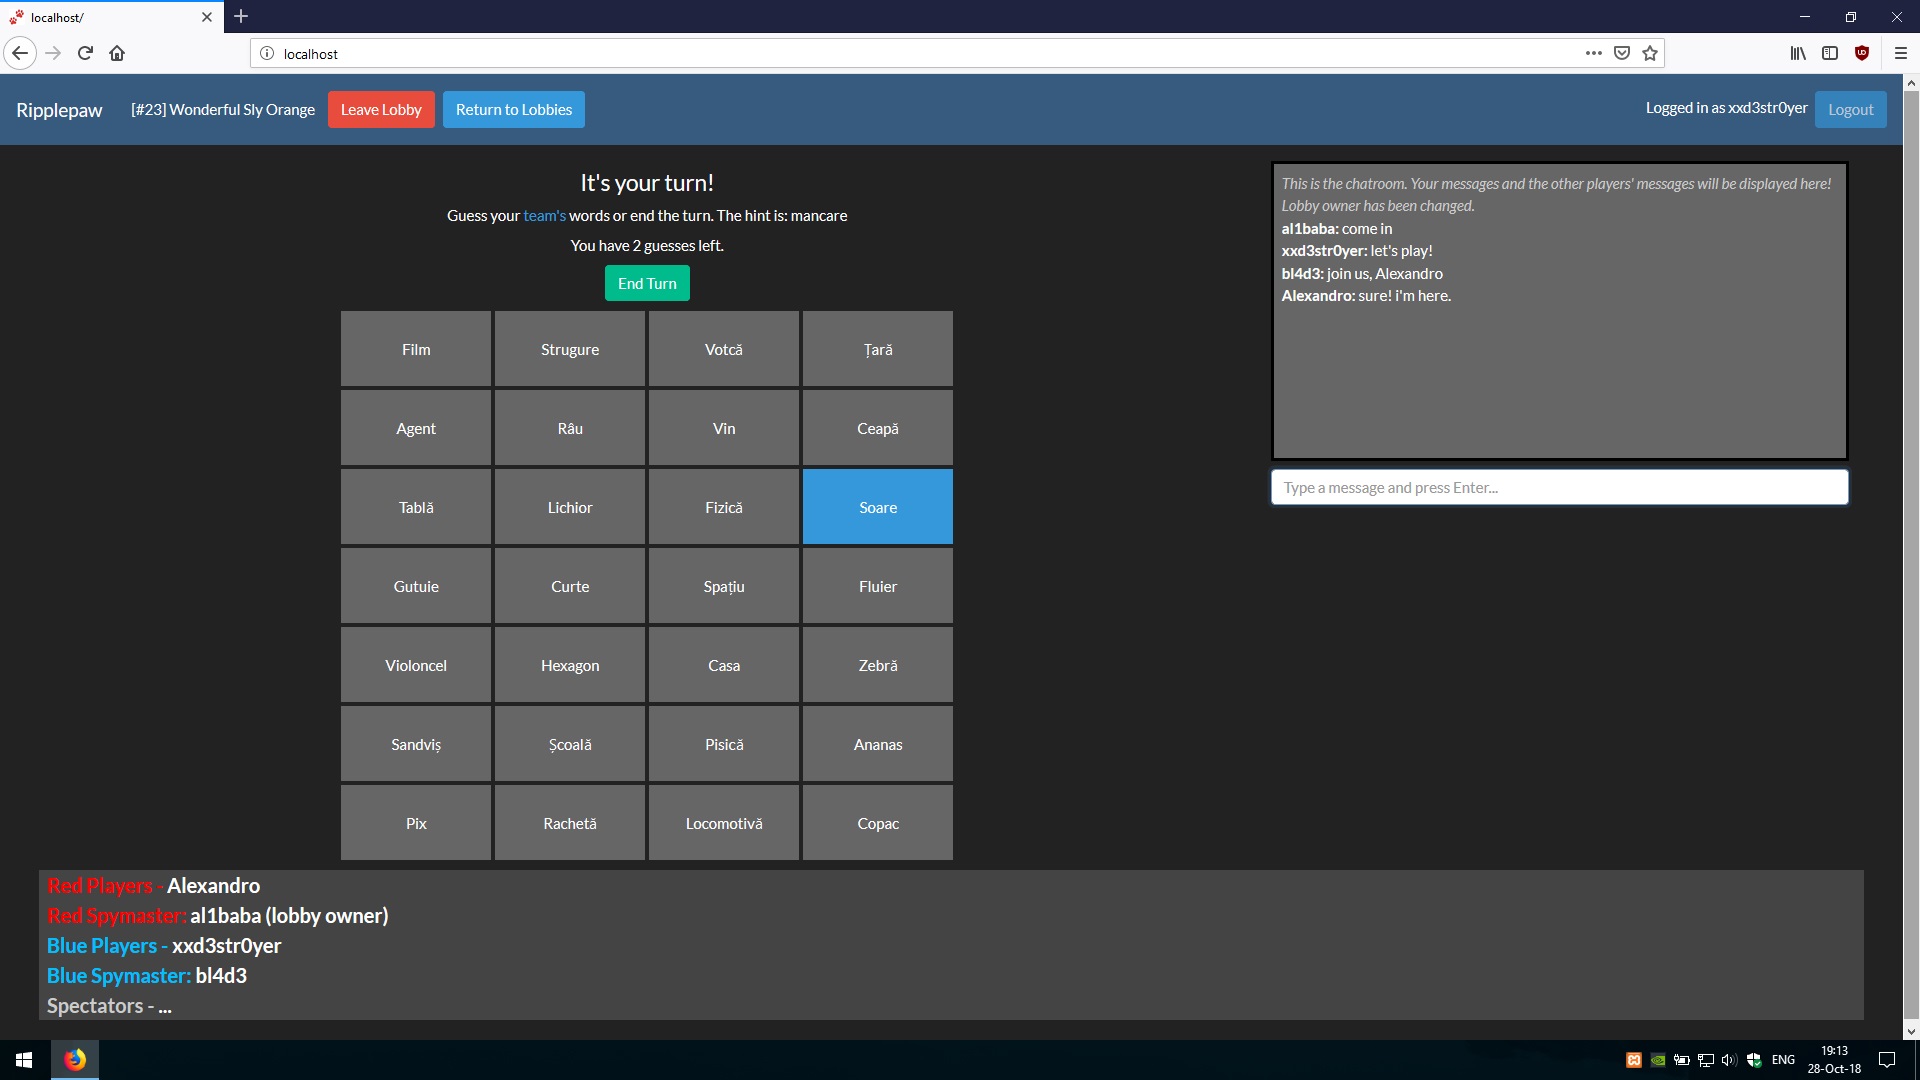 localhost/
localhost
Ripplepaw [#23] Wonderful Sly Orange Leave Lobby Return to Lobbies Logged in as xxd3str0yer Logout
It's your turn!
Guess your team's words or end the turn. The hint is: mancare
You have 2 guesses left.
End Turn
Film Strugure Votcă Țară
Agent Râu Vin Ceapă
Tablă Lichior Fizică Soare
Gutuie Curte Spațiu Fluier
Violoncel Hexagon Casa Zebră
Sandviș Școală Pisică Ananas
Pix Rachetă Locomotivă Copac
This is the chatroom. Your messages and the other players' messages will be displayed here!
Lobby owner has been changed.
al1baba: come in
xxd3str0yer: let's play!
bl4d3: join us, Alexandro
Alexandro: sure! i'm here.
Type a message and press Enter...
Red Players - Alexandro
Red Spymaster: al1baba (lobby owner)
Blue Players - xxd3str0yer
Blue Spymaster: bl4d3
Spectators - ...
ENG
19:13
28-Oct-18